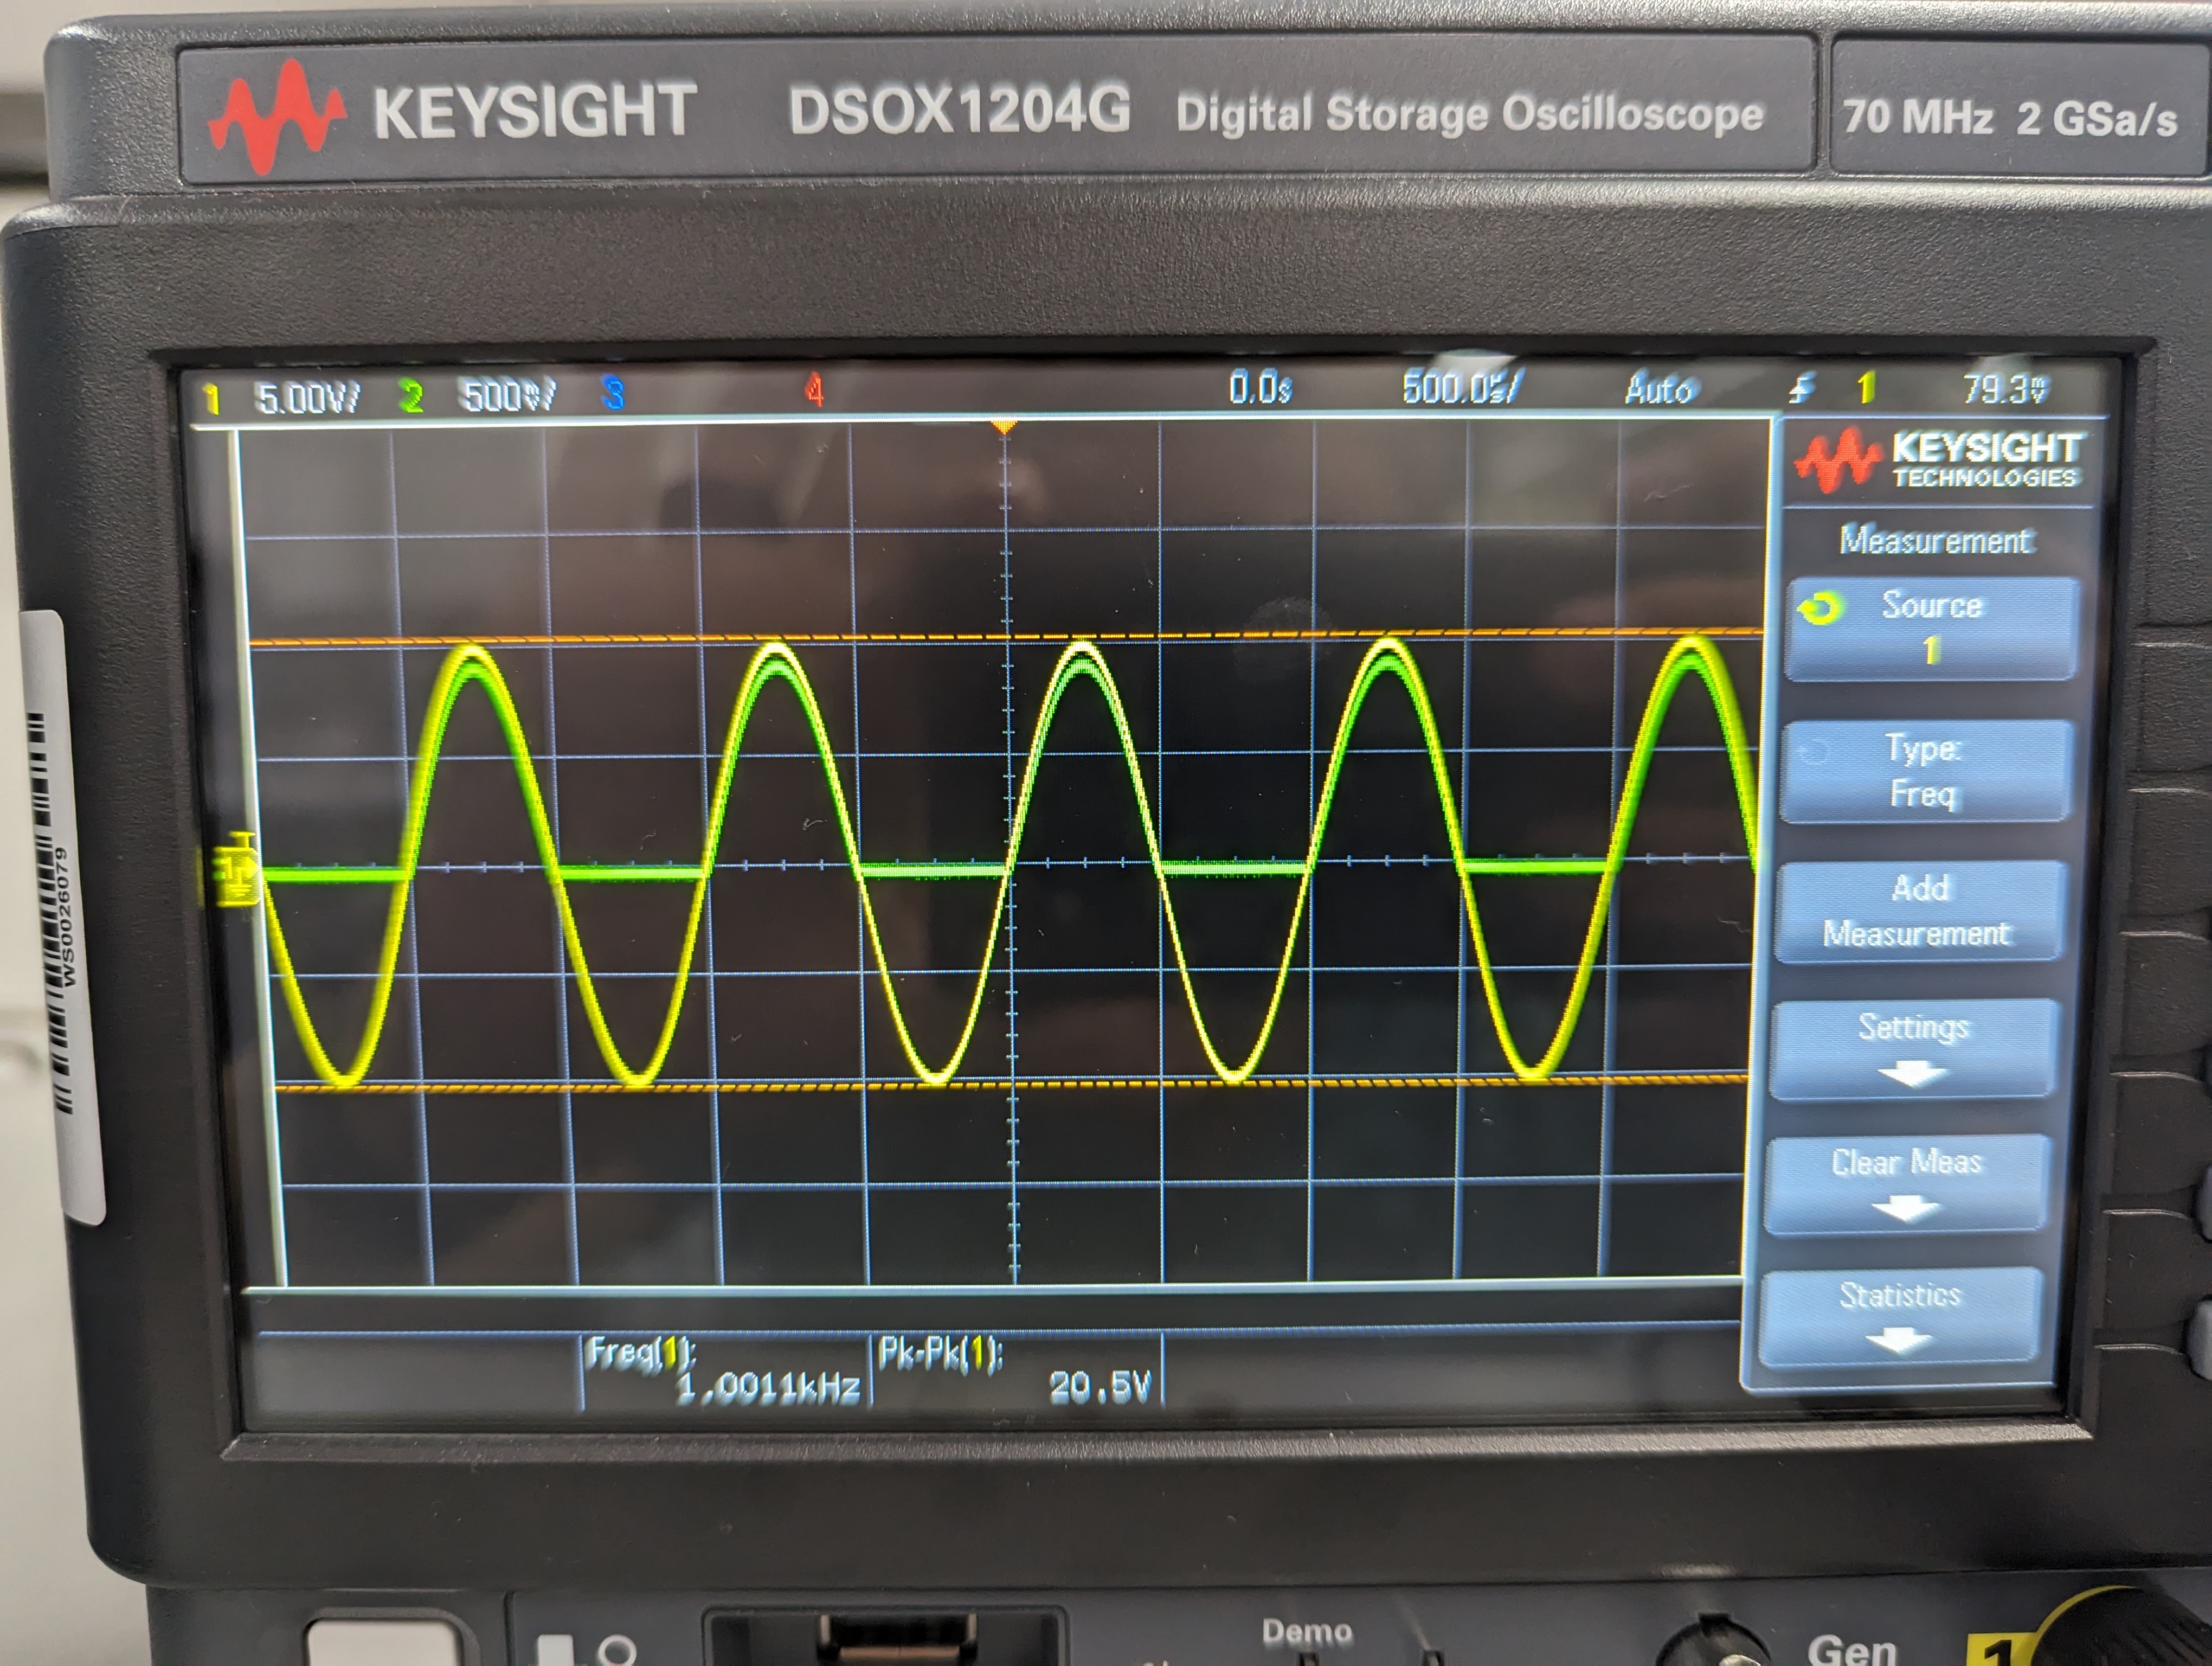 KEYSIGHT DSOX1204G Digital Storage Oscilloscope 70 MHz 2 GSa/s
1 5.00V/ 2 500mV/ 3 4 0.0s 500.0us/ Auto 1 79.3mV
KEYSIGHT
TECHNOLOGIES
Measurement
Source
1
Type:
Freq
Add
Measurement
Settings
Clear Meas
Statistics
Freq(1): Pk-Pk(1):
1.0011kHz 20.5V
WS0026079
Demo
Gen
1